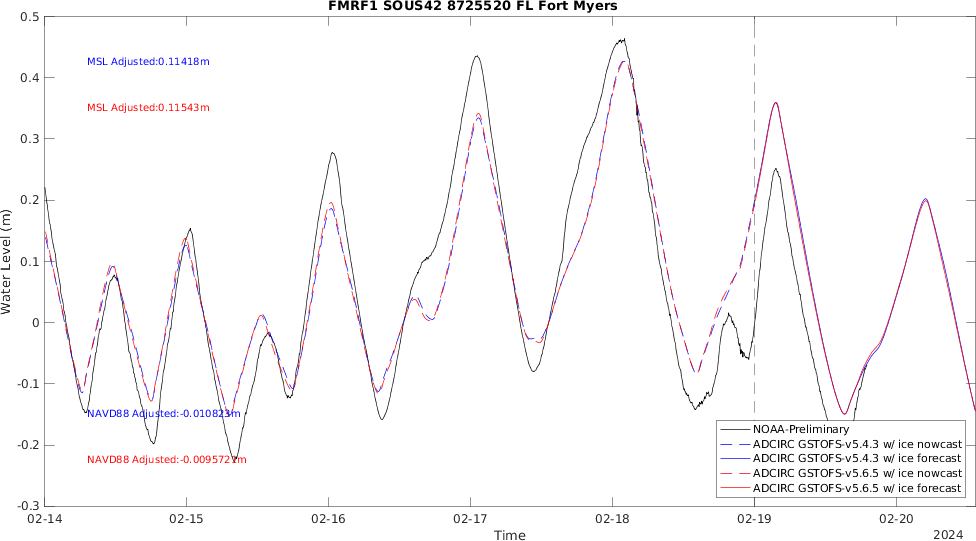 FMRF1 SOUS42 8725520 FL Fort Myers
0.5
MSL Adjusted:0.11418m
0.4
MSL Adjusted:0.11543m
0.3
0.2
Water Level (m)
0.1
0
-0.1
NAVD88 Adjusted:-0.010823m
-0.2
NAVD88 Adjusted:-0.0095721m
-0.3
NOAA-Preliminary
ADCIRC GSTOFS-v5.4.3 w/ ice nowcast
ADCIRC GSTOFS-v5.4.3 w/ ice forecast
ADCIRC GSTOFS-v5.6.5 w/ ice nowcast
ADCIRC GSTOFS-v5.6.5 w/ ice forecast
02-14 02-15 02-16 02-17 02-18 02-19 02-20
Time
2024